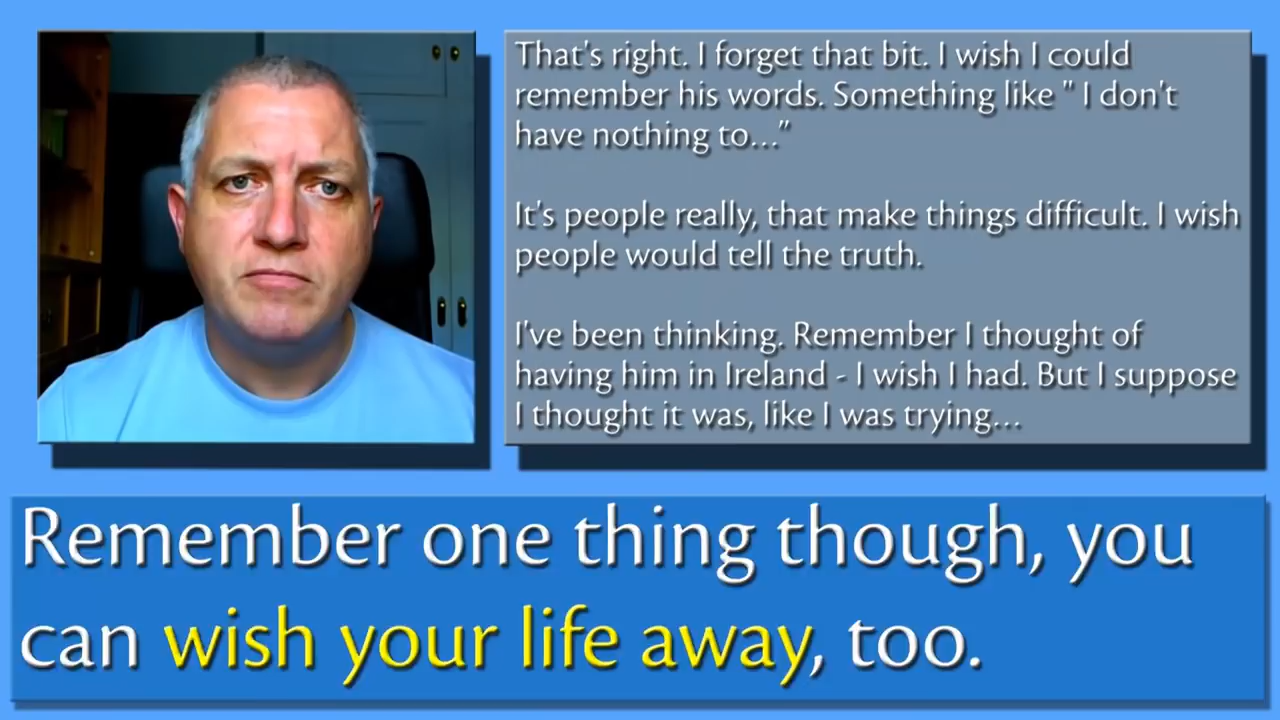 That's right. I forget that bit. I wish I could
remember his words. Something like " I don't
have nothing to..."
It's people really, that make things difficult. I wish
people would tell the truth.
I've been thinking. Remember I thought of
having him in Ireland - I wish I had. But I suppose
I thought it was, like I was trying...
Remember one thing though, you
can wish your life away, too.